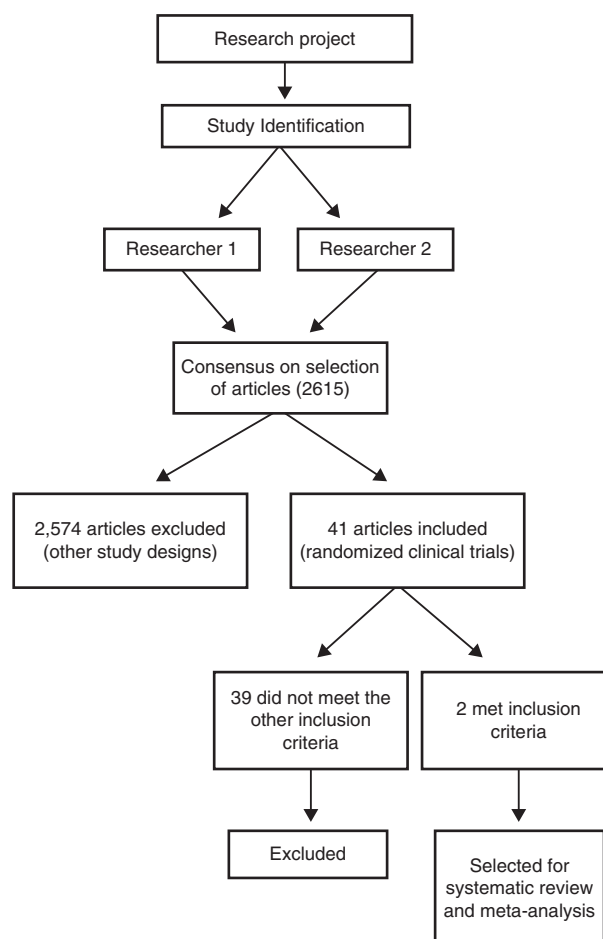 Research project
Study Identification
Researcher 1
Researcher 2
Consensus on selection
of articles (2615)
2,574 articles excluded
(other study designs)
41 articles included
(randomized clinical trials)
39 did not meet the
other inclusion
criteria
2 met inclusion
criteria
Excluded
Selected for
systematic review
and meta-analysis